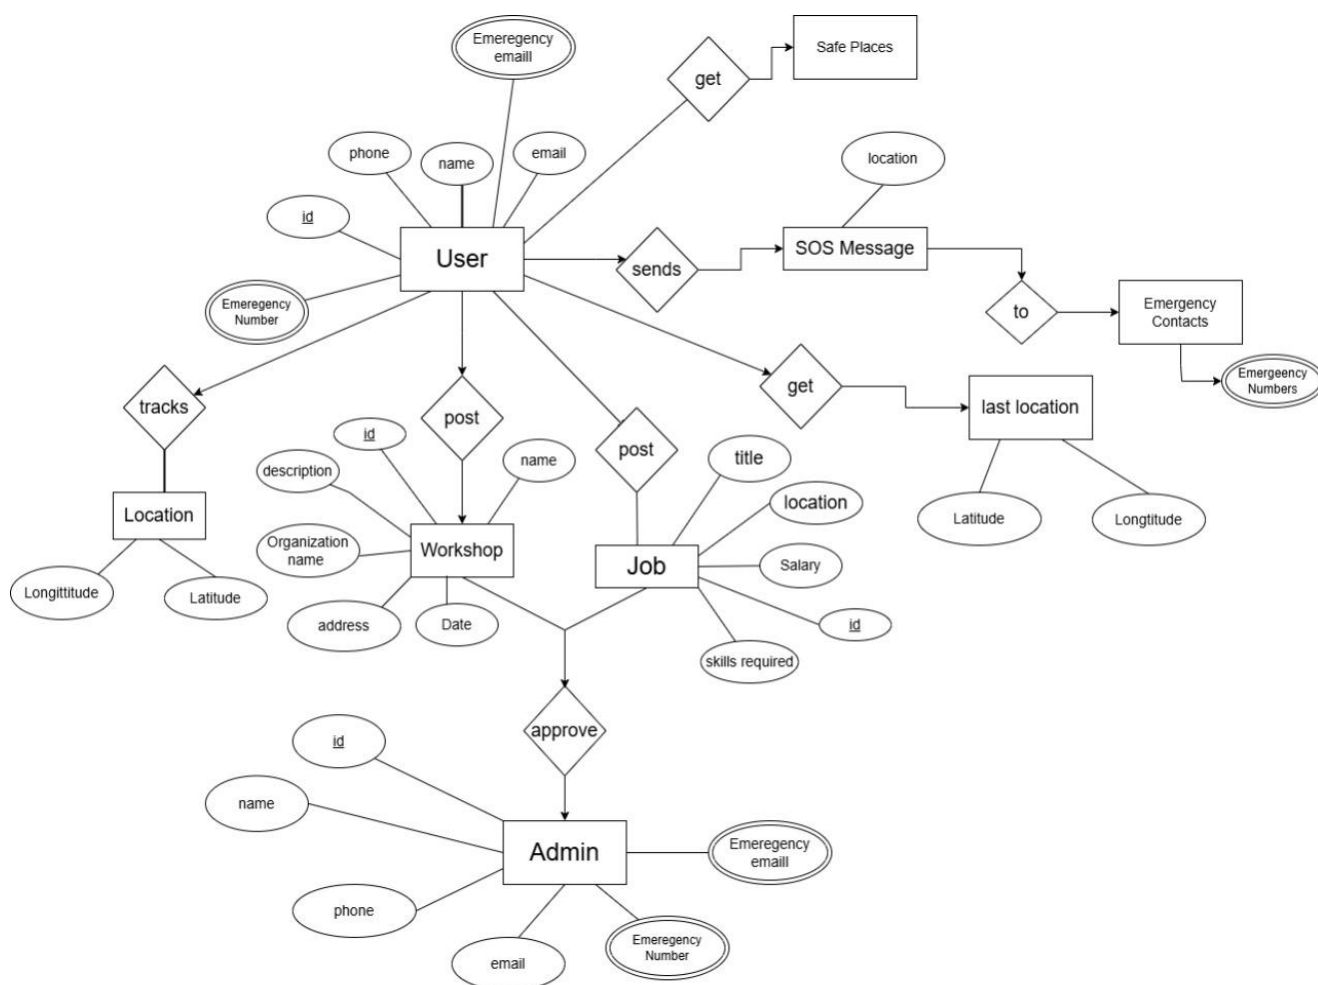 Emeregency
emaill
Safe Places
get
phone
name
email
location
id
User
sends
SOS Message
Emeregency
Number
to
Emergency
Contacts
tracks
post
get
last location
Emergeency
Numbers
id
name
post
title
description
location
Location
Organization
name
Workshop
Job
Salary
Latitude
Longtitude
Longittitude
Latitude
address
Date
id
skills required
approve
id
name
Admin
Emeregency
emaill
phone
email
Emeregency
Number